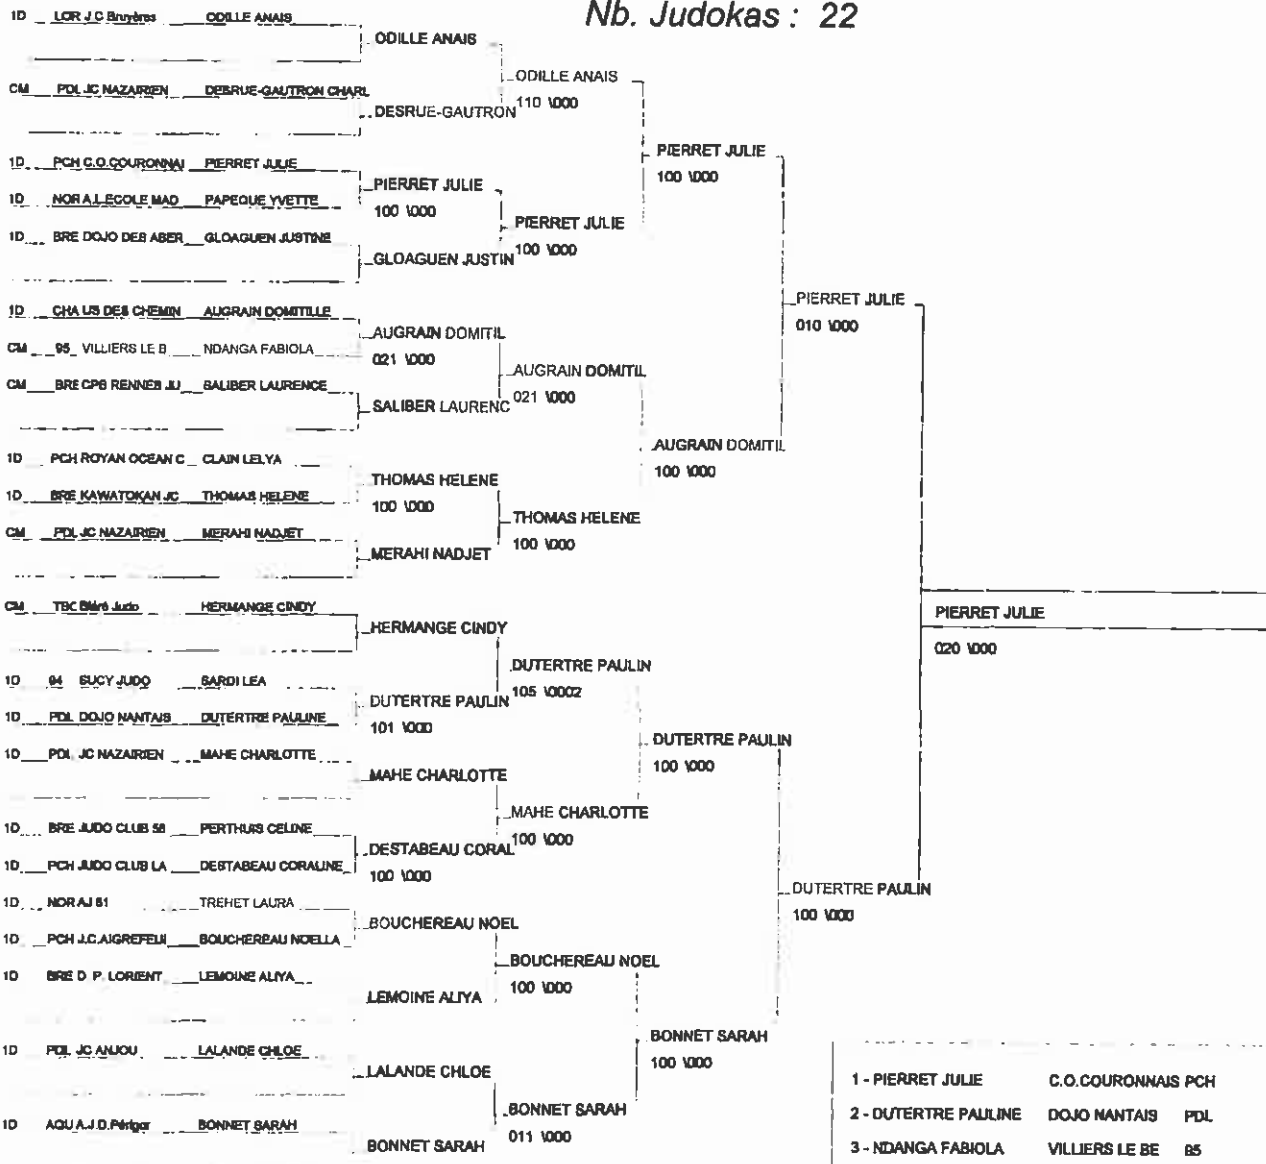 Nb. Judokas : 22
1D LOR J.C Bruyères ODILLE ANAIS
ODILLE ANAIS
ODILLE ANAIS
110 \000
CM PDL JC NAZAIRIEN DESRUE-GAUTRON CHARL
DESRUE-GAUTRON
PIERRET JULIE
100 \000
1D PCH C.O.COURONNAI PIERRET JULIE
PIERRET JULIE
100 \000
1D NOR A.L.ECOLE MAD PAPEGUE YVETTE
PIERRET JULIE
100 \000
1D BRE DOJO DES ABER GLOAGUEN JUSTINE
GLOAGUEN JUSTIN
PIERRET JULIE
010 \000
1D CHA US DES CHEMIN AUGRAIN DOMITILLE
AUGRAIN DOMITIL
021 \000
CM 95 VILLIERS LE B NDANGA FABIOLA
AUGRAIN DOMITIL
021 \000
CM BRE CPB RENNES JU SALIBER LAURENCE
SALIBER LAURENC
AUGRAIN DOMITIL
100 \000
1D PCH ROYAN OCEAN C CLAIN LELYA
THOMAS HELENE
100 \000
1D BRE KAWATOKAN JC THOMAS HELENE
THOMAS HELENE
100 \000
CM PDL JC NAZAIRIEN MERAHI NADJET
MERAHI NADJET
PIERRET JULIE
020 \000
CM TBC Bléré Judo HERMANGE CINDY
HERMANGE CINDY
DUTERTRE PAULIN
105 \0002
1D 94 SUCY JUDO SARDI LEA
DUTERTRE PAULIN
101 \000
1D PDL DOJO NANTAIS DUTERTRE PAULINE
DUTERTRE PAULIN
100 \000
1D PDL JC NAZAIRIEN MAHE CHARLOTTE
MAHE CHARLOTTE
MAHE CHARLOTTE
100 \000
1D BRE JUDO CLUB 56 PERTHUIS CELINE
DESTABEAU CORAL
100 \000
1D PCH JUDO CLUB LA DESTABEAU CORALINE
DUTERTRE PAULIN
100 \000
1D NOR AJ 61 TREHET LAURA
BOUCHEREAU NOEL
1D PCH J.C.AIGREFEUI BOUCHEREAU NOELLA
BOUCHEREAU NOEL
100 \000
1D BRE D P. LORIENT LEMOINE ALIYA
LEMOINE ALIYA
BONNET SARAH
100 \000
1D PDL JC ANJOU LALANDE CHLOE
LALANDE CHLOE
BONNET SARAH
011 \000
1D AQU A.J.D.Périgor BONNET SARAH
BONNET SARAH
1 - PIERRET JULIE C.O.COURONNAIS PCH
2 - DUTERTRE PAULINE DOJO NANTAIS PDL
3 - NDANGA FABIOLA VILLIERS LE BE 95